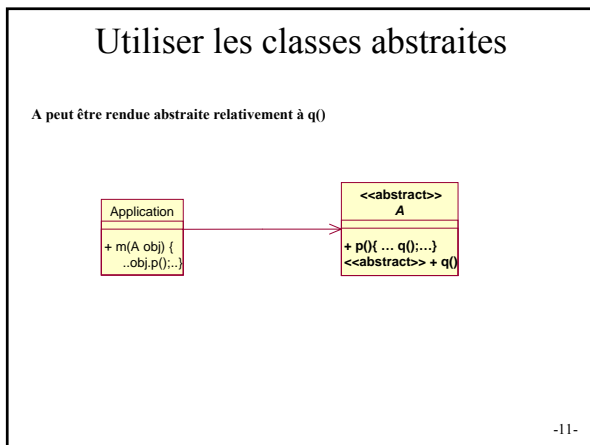 Utiliser les classes abstraites
A peut être rendue abstraite relativement à q()
Application
+ m(A obj) {
..obj.p();..}
<<abstract>>
A
+ p(){ ... q();...}
<<abstract>> + q()
-11-